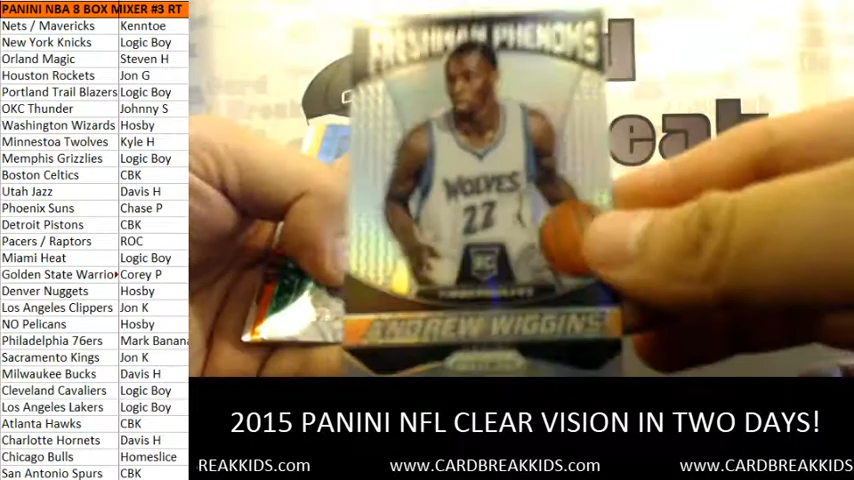 PANINI NBA 8 BOX MIXER #3 RT
Nets / Mavericks Kenntoe
New York Knicks Logic Boy
Orland Magic Steven H
Houston Rockets Jon G
Portland Trail Blazers Logic Boy
OKC Thunder Johnny S
Washington Wizards Hosby
Minnestoa Twolves Kyle H
Memphis Grizzlies Logic Boy
Boston Celtics CBK
Utah Jazz Davis H
Phoenix Suns Chase P
Detroit Pistons CBK
Pacers / Raptors ROC
Miami Heat Logic Boy
Golden State Warrio Corey P
Denver Nuggets Hosby
Los Angeles Clippers Jon K
NO Pelicans Hosby
Philadelphia 76ers Mark Banana
Sacramento Kings Jon K
Milwaukee Bucks Davis H
Cleveland Cavaliers Logic Boy
Los Angeles Lakers Logic Boy
Atlanta Hawks CBK
Charlotte Hornets Davis H
Chicago Bulls Homeslice
San Antonio Spurs CBK
FRESHMAN PHENOMS
WOLVES
22
RC
ANDREW WIGGINS
2015 PANINI NFL CLEAR VISION IN TWO DAYS!
REAKKIDS.com www.CARDBREAKKIDS.com www.CARDBREAKKIDS